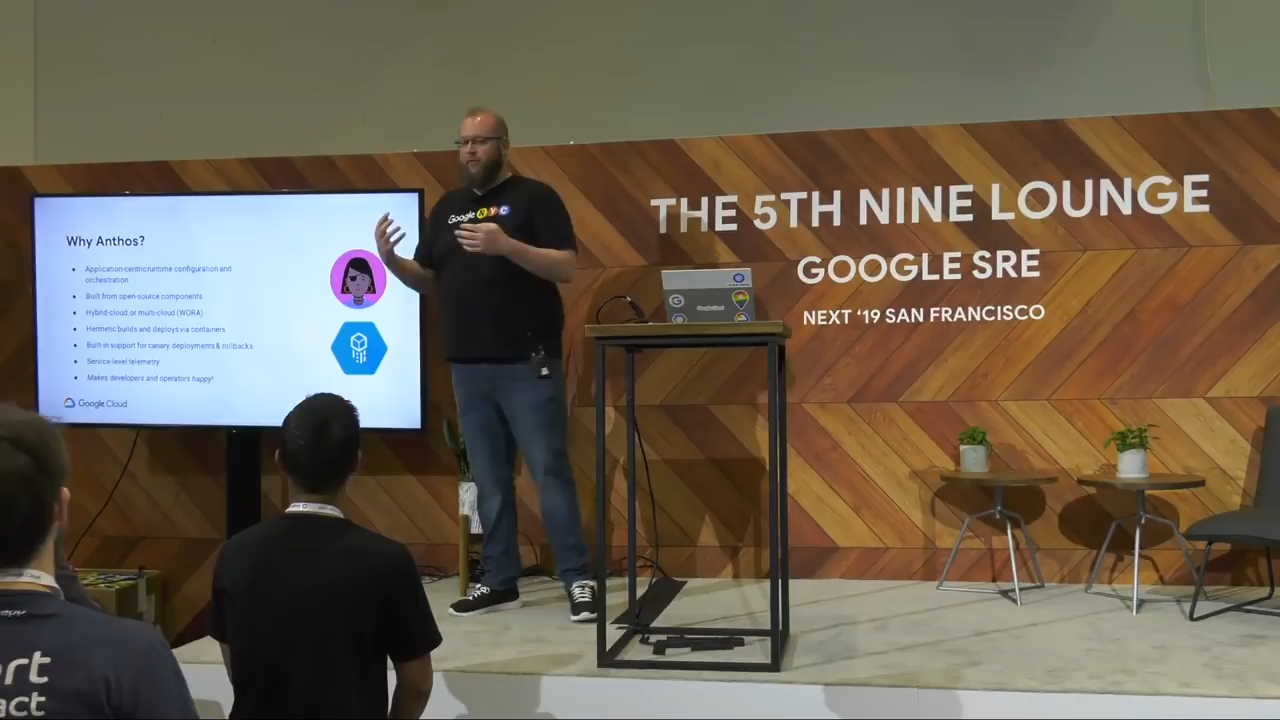 Why Anthos?
Application-centric runtime configuration and
orchestration
Built from open-source components
Hybrid-cloud, or multi-cloud (WORA)
Hermetic builds and deploys via containers
Built-in support for canary deployments & rollbacks
Service-level telemetry
Makes developers and operators happy!
Google Cloud
Google NYC
THE 5TH NINE LOUNGE
GOOGLE SRE
NEXT ‘19 SAN FRANCISCO
rt
act